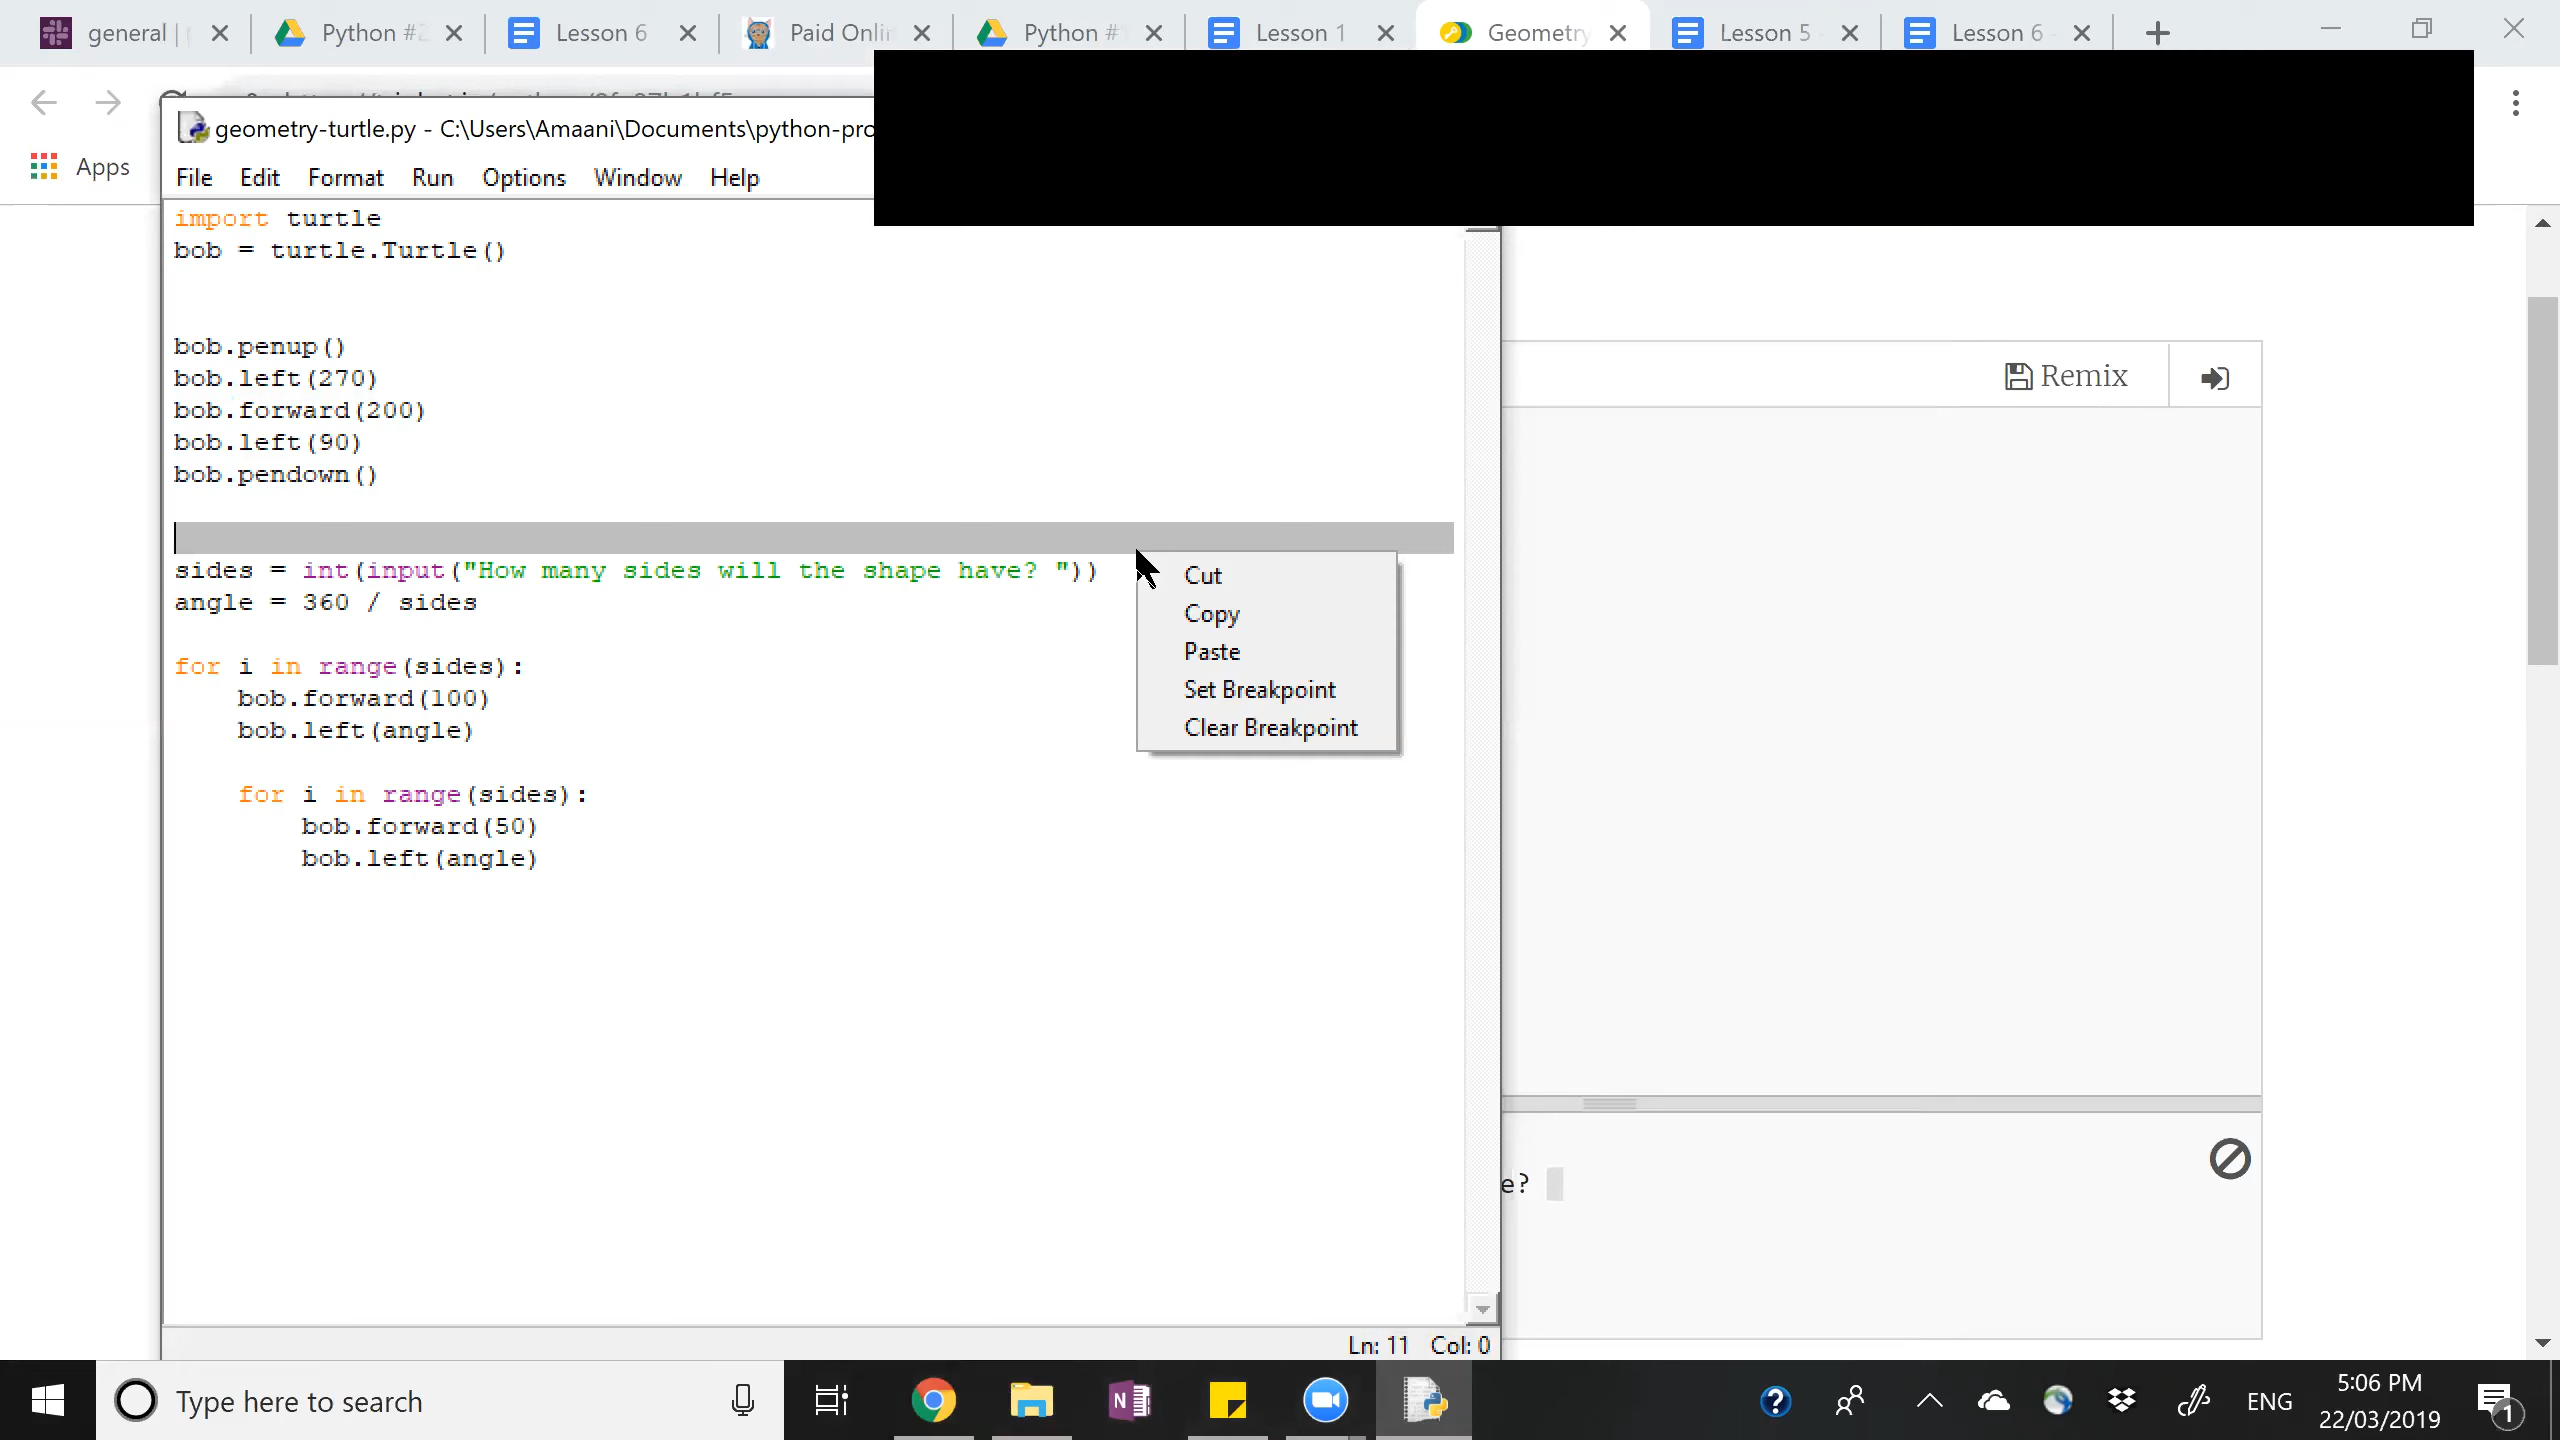 general |
Python #2
Lesson 6
Paid Onlin
Python #
Lesson 1
Geometry
Lesson 5
Lesson 6
Apps
geometry-turtle.py - C:\Users\Amaani\Documents\python-pro
File Edit Format Run Options Window Help
import turtle
bob = turtle.Turtle()
bob.penup()
bob.left(270)
bob.forward(200)
bob.left(90)
bob.pendown()
sides = int(input("How many sides will the shape have? "))
angle = 360 / sides
for i in range(sides):
    bob.forward(100)
    bob.left(angle)
    for i in range(sides):
        bob.forward(50)
        bob.left(angle)
Cut
Copy
Paste
Set Breakpoint
Clear Breakpoint
Remix
e?
Ln: 11 Col: 0
Type here to search
ENG
5:06 PM
22/03/2019
1